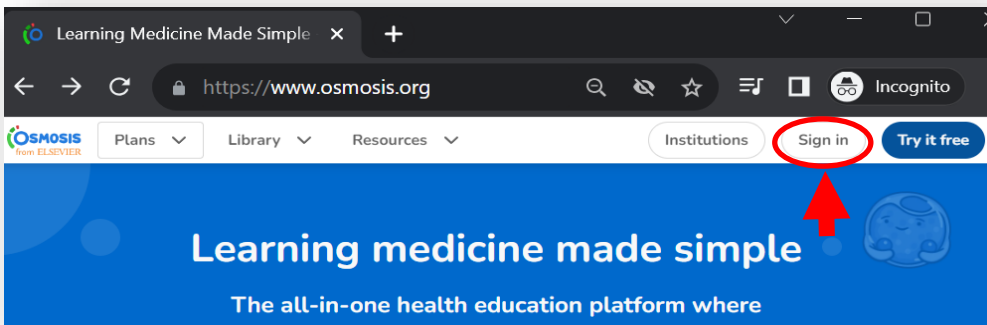 Learning Medicine Made Simple
https://www.osmosis.org
Incognito
OSMOSIS
from ELSEVIER
Plans
Library
Resources
Institutions
Sign in
Try it free
Learning medicine made simple
The all-in-one health education platform where